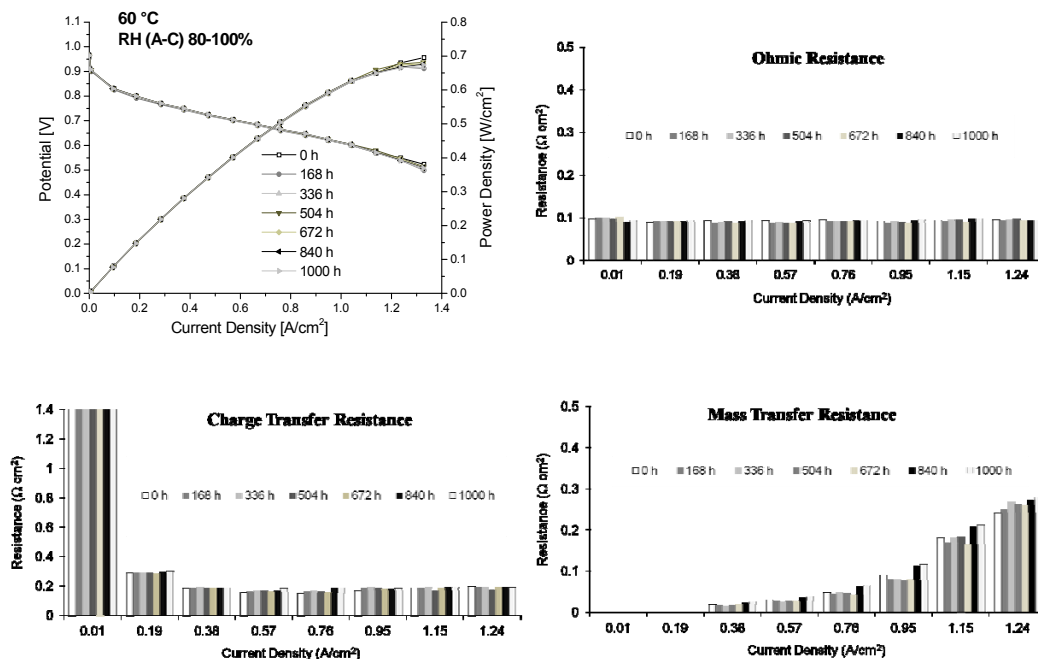 60 °C
RH (A-C) 80-100%
1.1
1.0
0.9
0.8
0.7
0.6
0.5
0.4
0.3
0.2
0.1
0.0
Potential [V]
0.8
0.7
0.6
0.5
0.4
0.3
0.2
0.1
0.0
Power Density [W/cm²]
0 h
168 h
336 h
504 h
672 h
840 h
1000 h
0.0 0.2 0.4 0.6 0.8 1.0 1.2 1.4
Current Density [A/cm²]
Ohmic Resistance
0.5
0.4
0.3
0.2
0.1
0
Resistance (Ω cm²)
0 h 168 h 336 h 504 h 672 h 840 h 1000 h
0.01 0.19 0.38 0.57 0.76 0.95 1.15 1.24
Current Density (A/cm²)
Charge Transfer Resistance
1.4
1.2
1
0.8
0.6
0.4
0.2
0
Resistance (Ω cm²)
0 h 168 h 336 h 504 h 672 h 840 h 1000 h
0.01 0.19 0.38 0.57 0.76 0.95 1.15 1.24
Current Density (A/cm²)
Mass Transfer Resistance
0.5
0.4
0.3
0.2
0.1
0
Resistance (Ω cm²)
0 h 168 h 336 h 504 h 672 h 840 h 1000 h
0.01 0.19 0.38 0.57 0.76 0.95 1.15 1.24
Current Density (A/cm²)